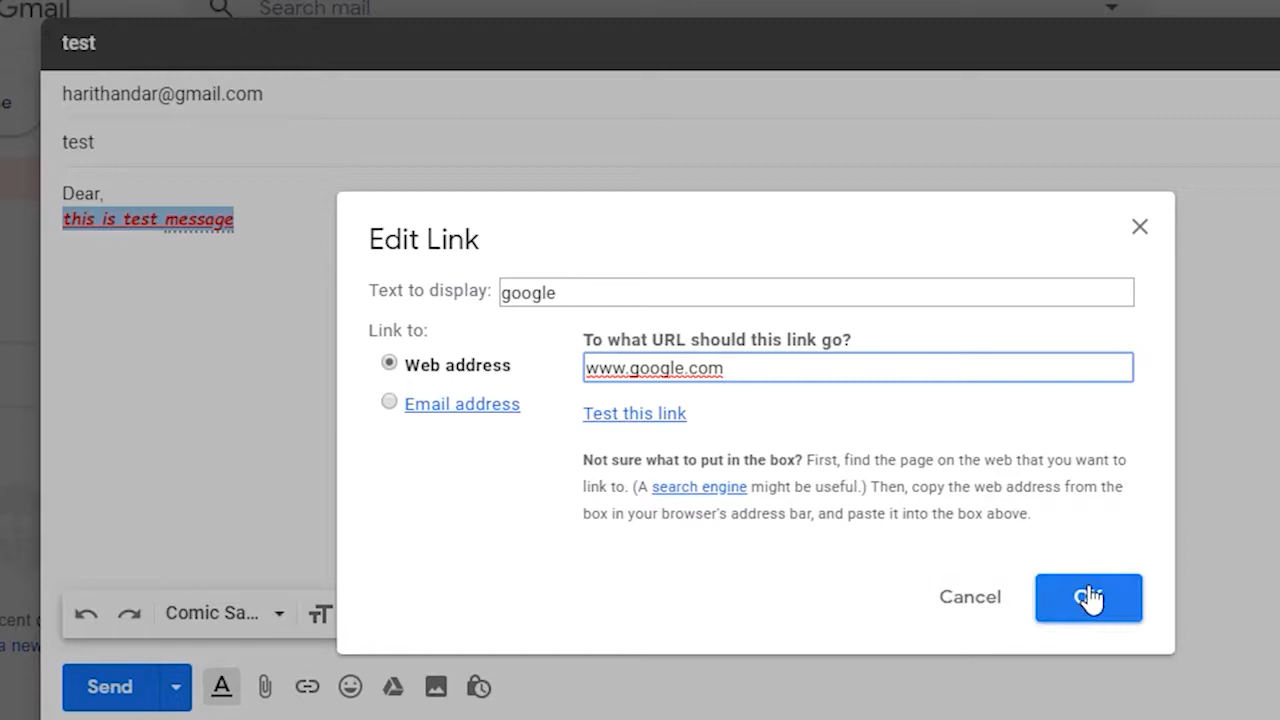 Gmail
Search mail
test
harithandar@gmail.com
test
Dear,
this is test message
Edit Link
Text to display: google
Link to:
To what URL should this link go?
Web address
www.google.com
Email address
Test this link
Not sure what to put in the box? First, find the page on the web that you want to
link to. (A search engine might be useful.) Then, copy the web address from the
box in your browser's address bar, and paste it into the box above.
Cancel
Comic Sa...
a new
Send